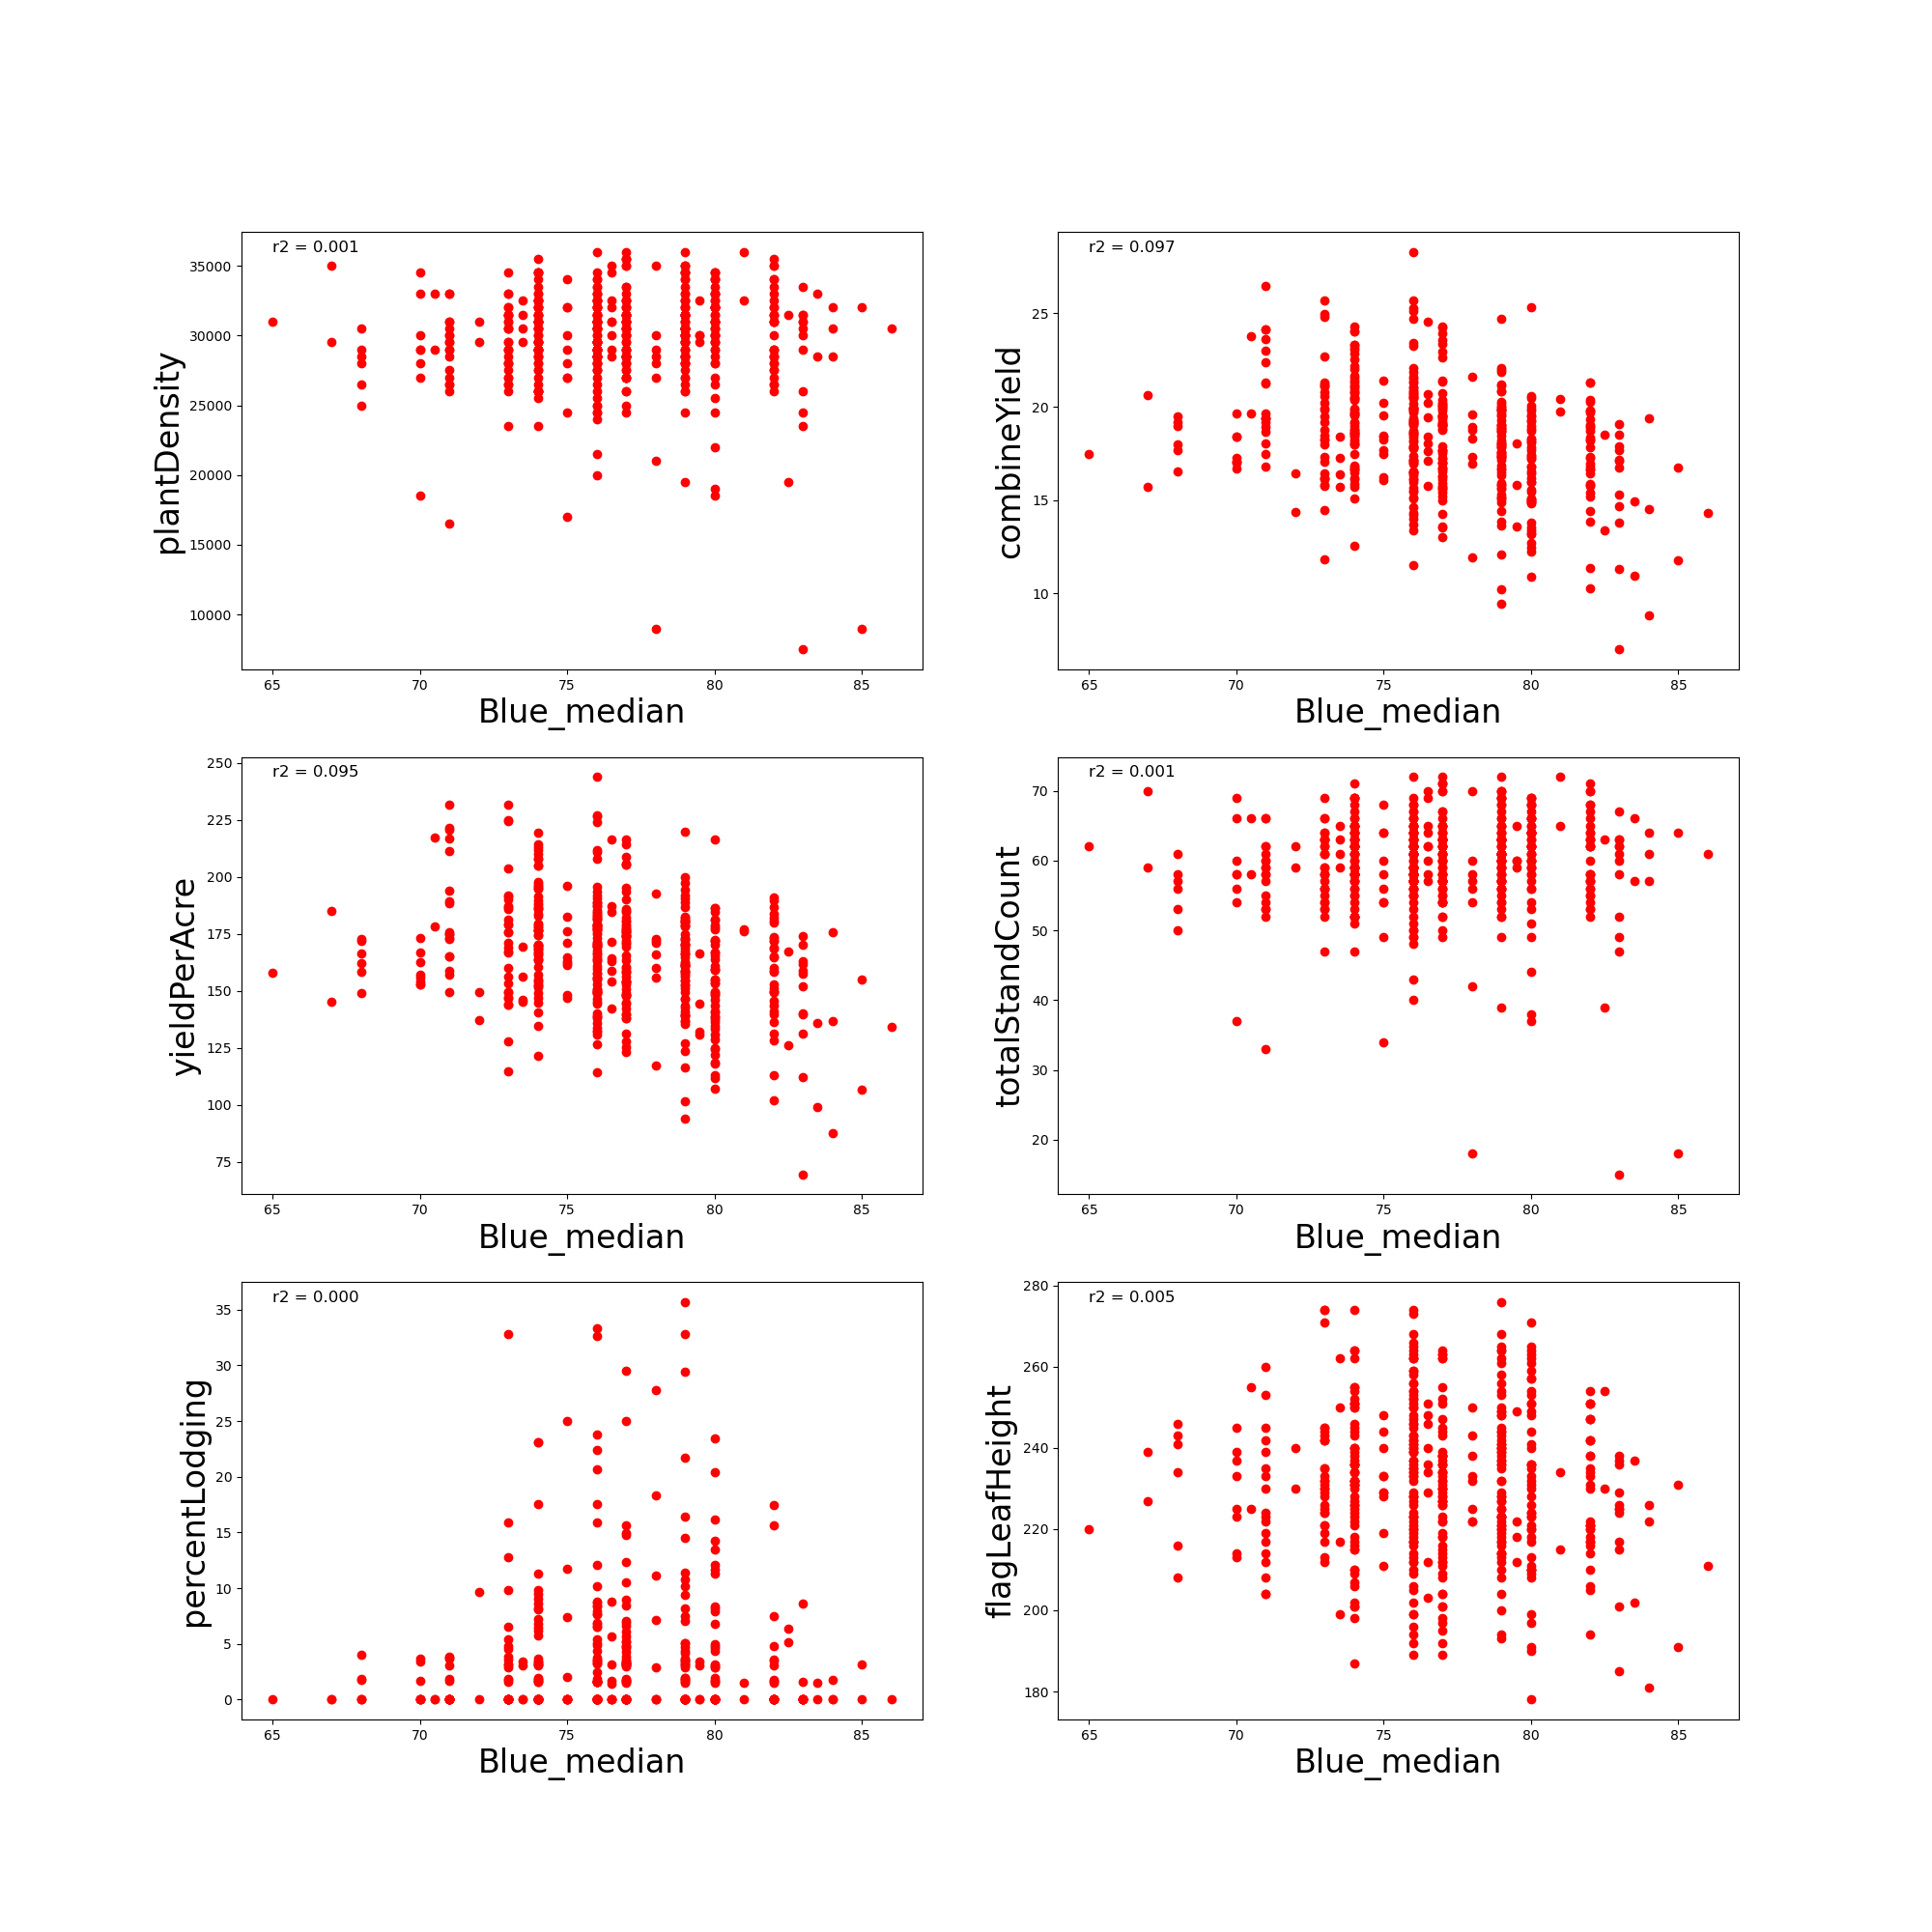 r2 = 0.001
plantDensity
35000
30000
25000
20000
15000
10000
65 70 75 80 85
Blue_median
r2 = 0.097
combineYield
25
20
15
10
65 70 75 80 85
Blue_median
r2 = 0.095
yieldPerAcre
250
225
200
175
150
125
100
75
65 70 75 80 85
Blue_median
r2 = 0.001
totalStandCount
70
60
50
40
30
20
65 70 75 80 85
Blue_median
r2 = 0.000
percentLodging
35
30
25
20
15
10
5
0
65 70 75 80 85
Blue_median
r2 = 0.005
flagLeafHeight
280
260
240
220
200
180
65 70 75 80 85
Blue_median